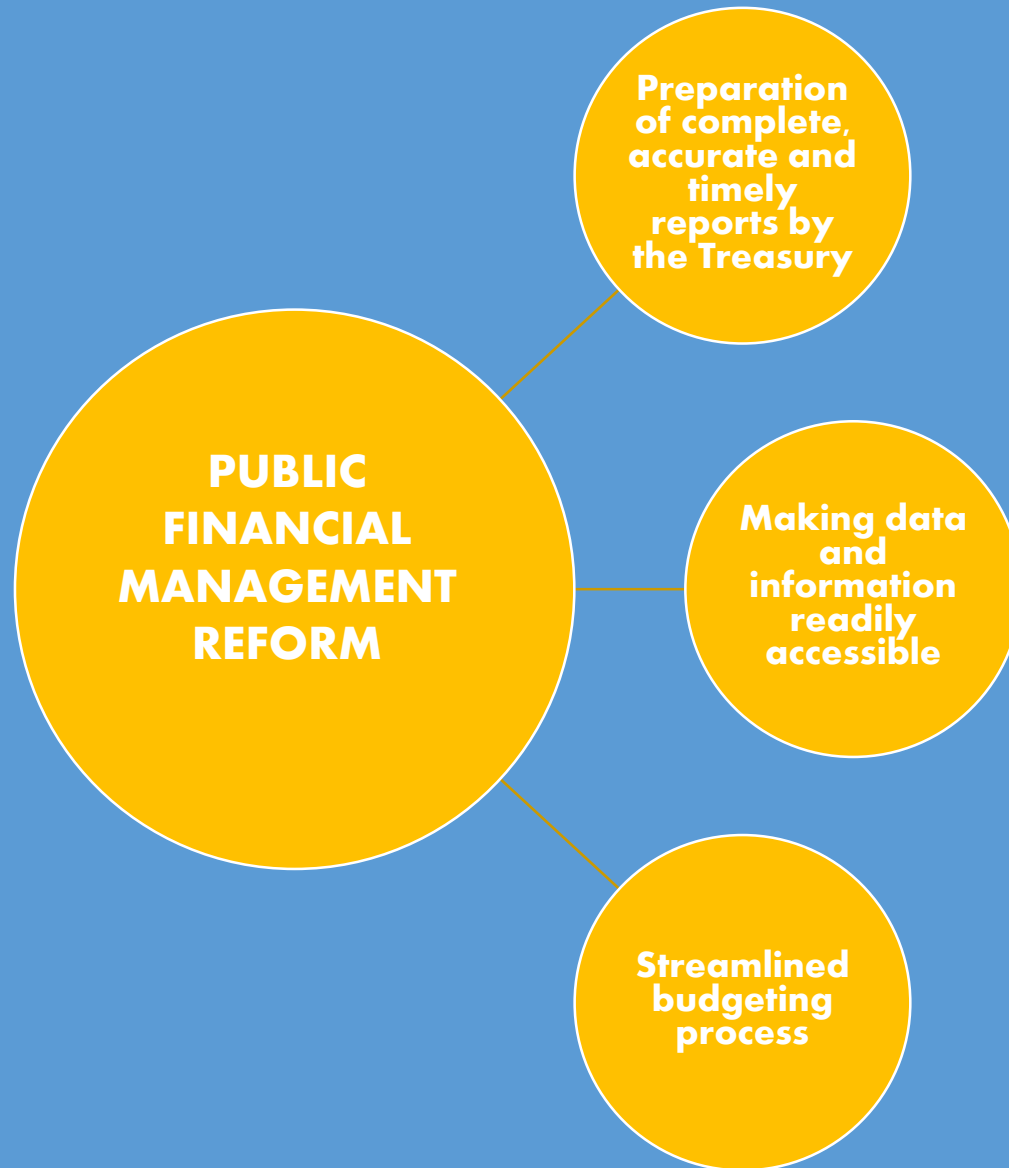 PUBLIC
FINANCIAL
MANAGEMENT
REFORM
Preparation
of complete,
accurate and
timely
reports by
the Treasury
Making data
and
information
readily
accessible
Streamlined
budgeting
process